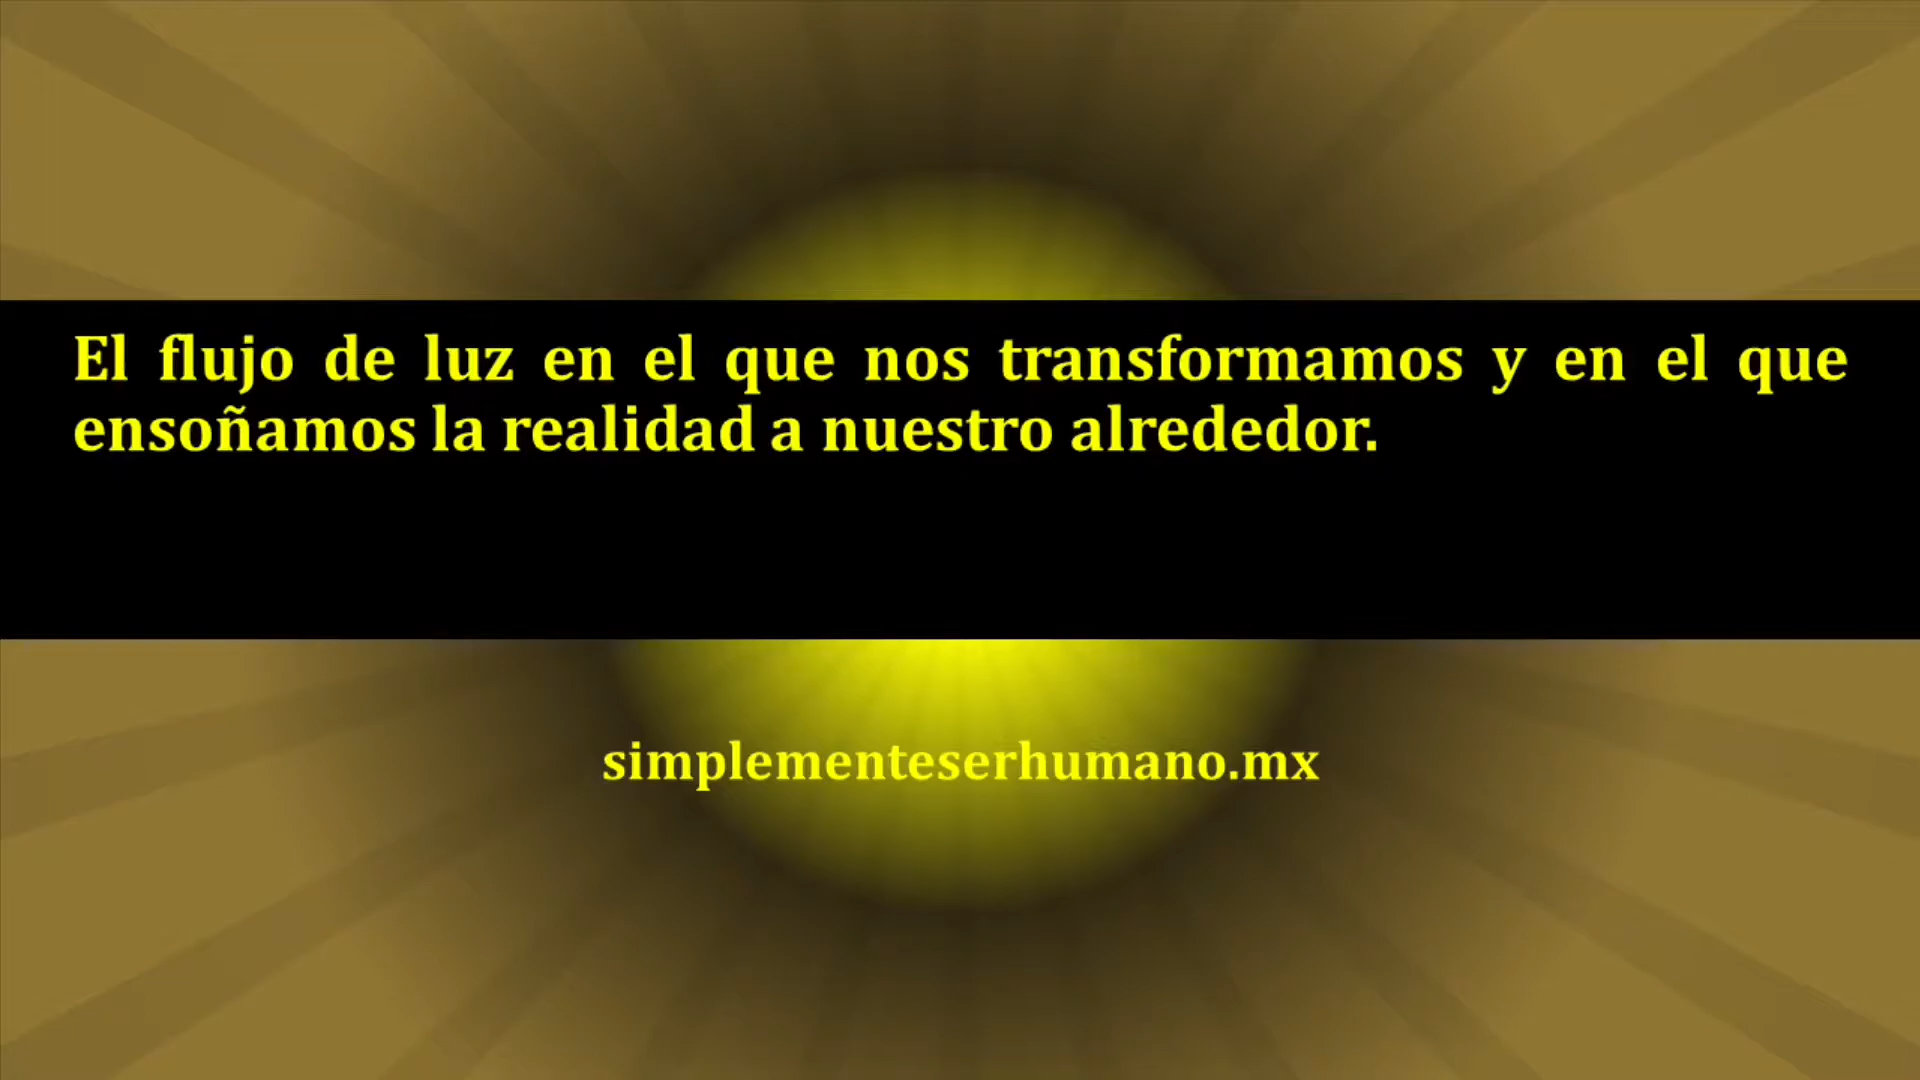 El flujo de luz en el que nos transformamos y en el que
ensoñamos la realidad a nuestro alrededor.
simplementeserhumano.mx